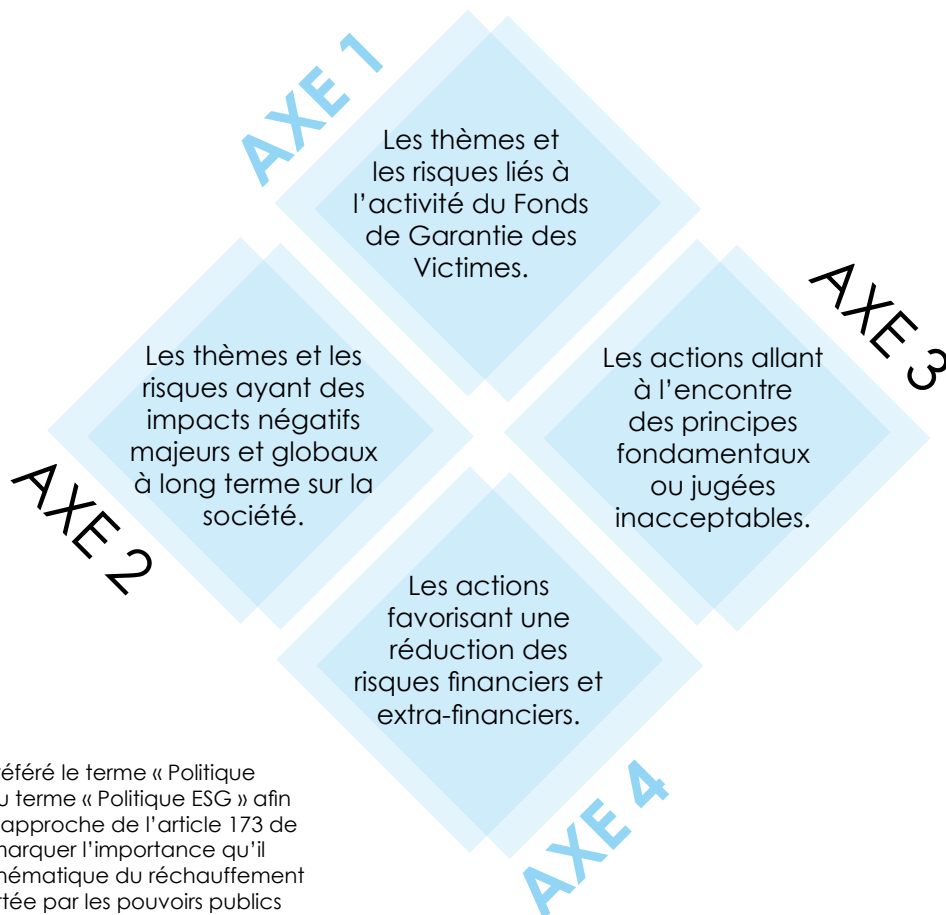 AXE 1
Les thèmes et
les risques liés à
l’activité du Fonds
de Garantie des
Victimes.
AXE 2
Les thèmes et les
risques ayant des
impacts négatifs
majeurs et globaux
à long terme sur la
société.
AXE 3
Les actions allant
à l’encontre
des principes
fondamentaux
ou jugées
inacceptables.
AXE 4
Les actions
favorisant une
réduction des
risques financiers et
extra-financiers.
le terme « Politique
terme « Politique ESG » afin
approche de l’article 173 de
marquer l’importance qu’il
du réchauffement
par les pouvoirs publics